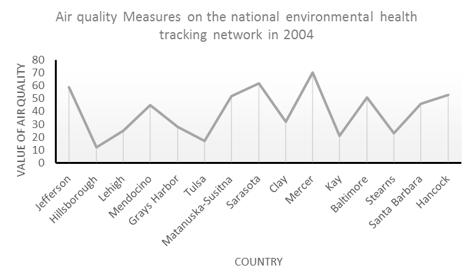 Air quality Measures on the national environmental health
tracking network in 2004
VALUE OF AIR QUALITY
80
70
60
50
40
30
20
10
0
Jefferson
Hillsborough
Lehigh
Mendocino
Grays Harbor
Tulsa
Matanuska-Susitna
Sarasota
Clay
Mercer
Kay
Baltimore
Stearns
Santa Barbara
Hancock
COUNTRY